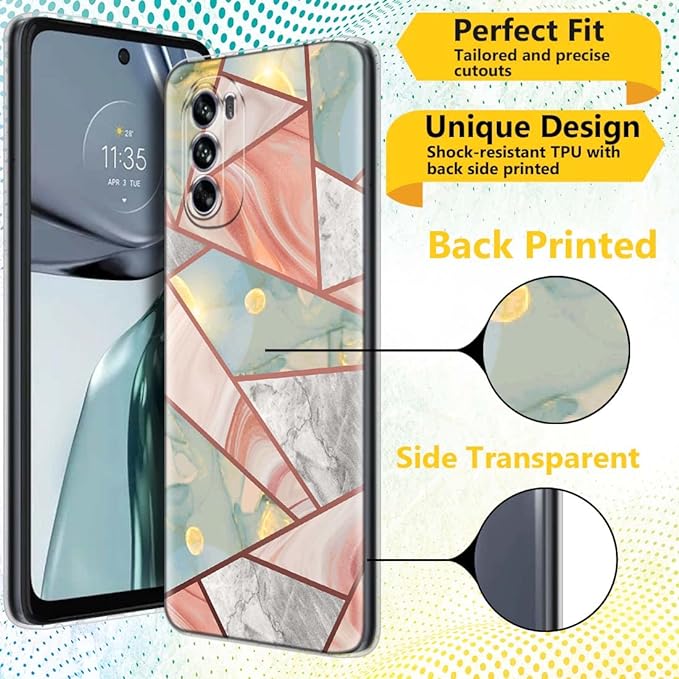 Perfect Fit
Tailored and precise
cutouts
Unique Design
Shock-resistant TPU with
back side printed
Back Printed
Side Transparent
28°
11:35
APR 3 TUE